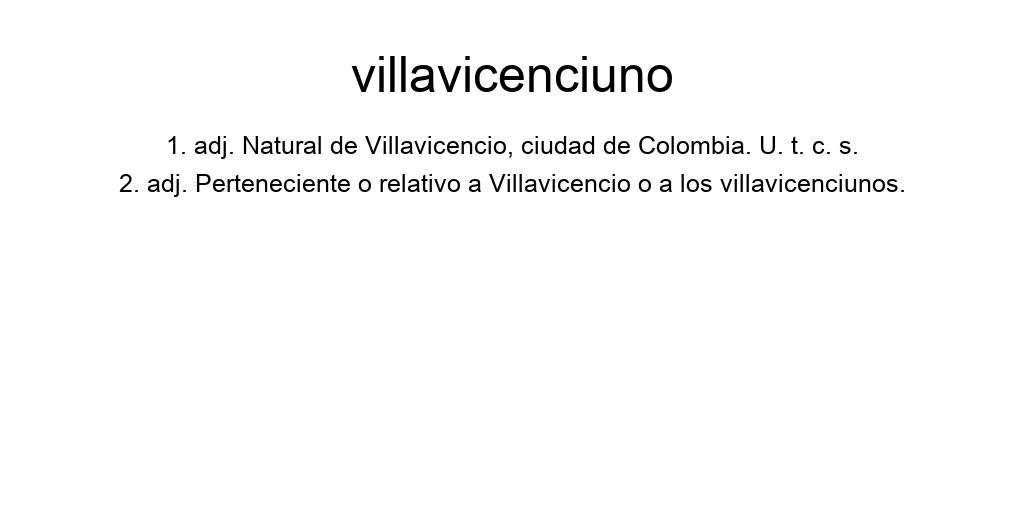 villavicenciuno
1. adj. Natural de Villavicencio, ciudad de Colombia. U. t. c. s.
2. adj. Perteneciente o relativo a Villavicencio o a los villavicenciunos.